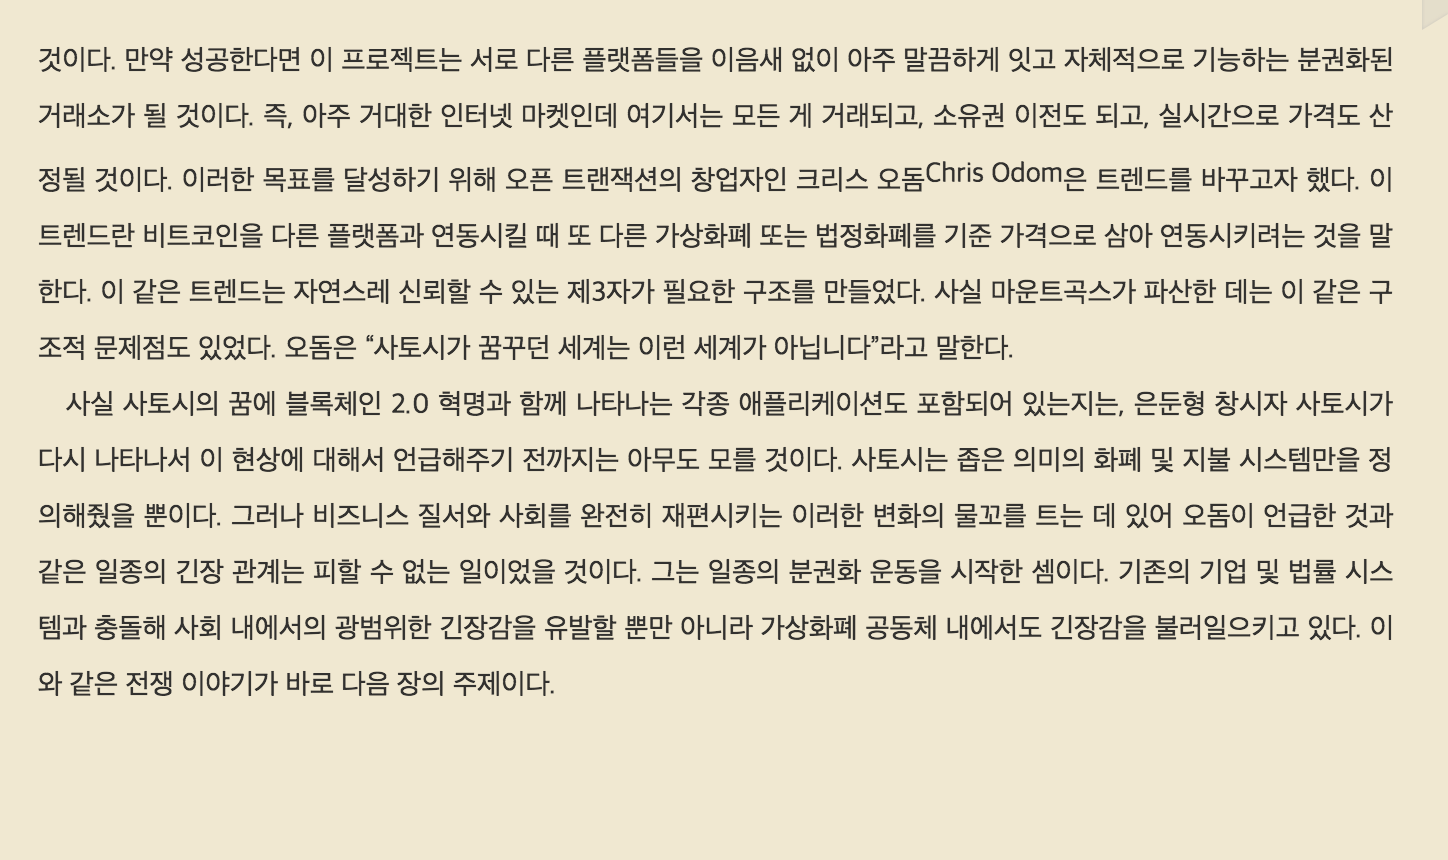 것이다. 만약 성공한다면 이 프로젝트는 서로 다른 플랫폼들을 이음새 없이 아주 말끔하게 잇고 자체적으로 기능하는 분권화된
거래소가 될 것이다. 즉, 아주 거대한 인터넷 마켓인데 여기서는 모든 게 거래되고, 소유권 이전도 되고, 실시간으로 가격도 산
정될 것이다. 이러한 목표를 달성하기 위해 오픈 트랜잭션의 창업자인 크리스 오돔Chris Odom은 트렌드를 바꾸고자 했다. 이
트렌드란 비트코인을 다른 플랫폼과 연동시킬 때 또 다른 가상화폐 또는 법정화폐를 기준 가격으로 삼아 연동시키려는 것을 말
한다. 이 같은 트렌드는 자연스레 신뢰할 수 있는 제3자가 필요한 구조를 만들었다. 사실 마운트곡스가 파산한 데는 이 같은 구
조적 문제점도 있었다. 오돔은 “사토시가 꿈꾸던 세계는 이런 세계가 아닙니다”라고 말한다.
사실 사토시의 꿈에 블록체인 2.0 혁명과 함께 나타나는 각종 애플리케이션도 포함되어 있는지는, 은둔형 창시자 사토시가
다시 나타나서 이 현상에 대해서 언급해주기 전까지는 아무도 모를 것이다. 사토시는 좁은 의미의 화폐 및 지불 시스템만을 정
의해줬을 뿐이다. 그러나 비즈니스 질서와 사회를 완전히 재편시키는 이러한 변화의 물꼬를 트는 데 있어 오돔이 언급한 것과
같은 일종의 긴장 관계는 피할 수 없는 일이었을 것이다. 그는 일종의 분권화 운동을 시작한 셈이다. 기존의 기업 및 법률 시스
템과 충돌해 사회 내에서의 광범위한 긴장감을 유발할 뿐만 아니라 가상화폐 공동체 내에서도 긴장감을 불러일으키고 있다. 이
와 같은 전쟁 이야기가 바로 다음 장의 주제이다.